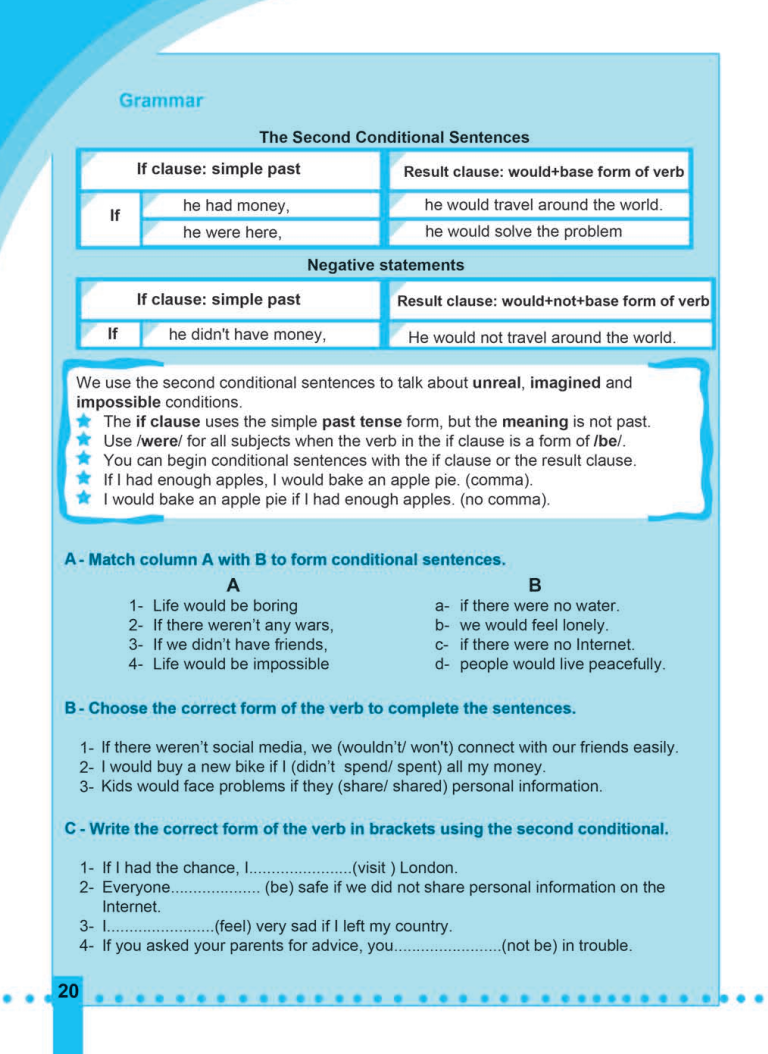 Grammar
The Second Conditional Sentences
If clause: simple past
Result clause: would+base form of verb
If
he had money,
he would travel around the world.
he were here,
he would solve the problem
Negative statements
If clause: simple past
Result clause: would+not+base form of verb
If
he didn't have money,
He would not travel around the world.
We use the second conditional sentences to talk about unreal, imagined and
impossible conditions.
The if clause uses the simple past tense form, but the meaning is not past.
Use /were/ for all subjects when the verb in the if clause is a form of /be/.
You can begin conditional sentences with the if clause or the result clause.
If I had enough apples, I would bake an apple pie. (comma).
I would bake an apple pie if I had enough apples. (no comma).
A - Match column A with B to form conditional sentences.
A B
1- Life would be boring a- if there were no water.
2- If there weren't any wars, b- we would feel lonely.
3- If we didn't have friends, c- if there were no Internet.
4- Life would be impossible d- people would live peacefully.
B - Choose the correct form of the verb to complete the sentences.
1- If there weren't social media, we (wouldn't/ won't) connect with our friends easily.
2- I would buy a new bike if I (didn't spend/ spent) all my money.
3- Kids would face problems if they (share/ shared) personal information.
C - Write the correct form of the verb in brackets using the second conditional.
1- If I had the chance, I.......................(visit ) London.
2- Everyone.................... (be) safe if we did not share personal information on the
Internet.
3- I........................(feel) very sad if I left my country.
4- If you asked your parents for advice, you........................(not be) in trouble.
20